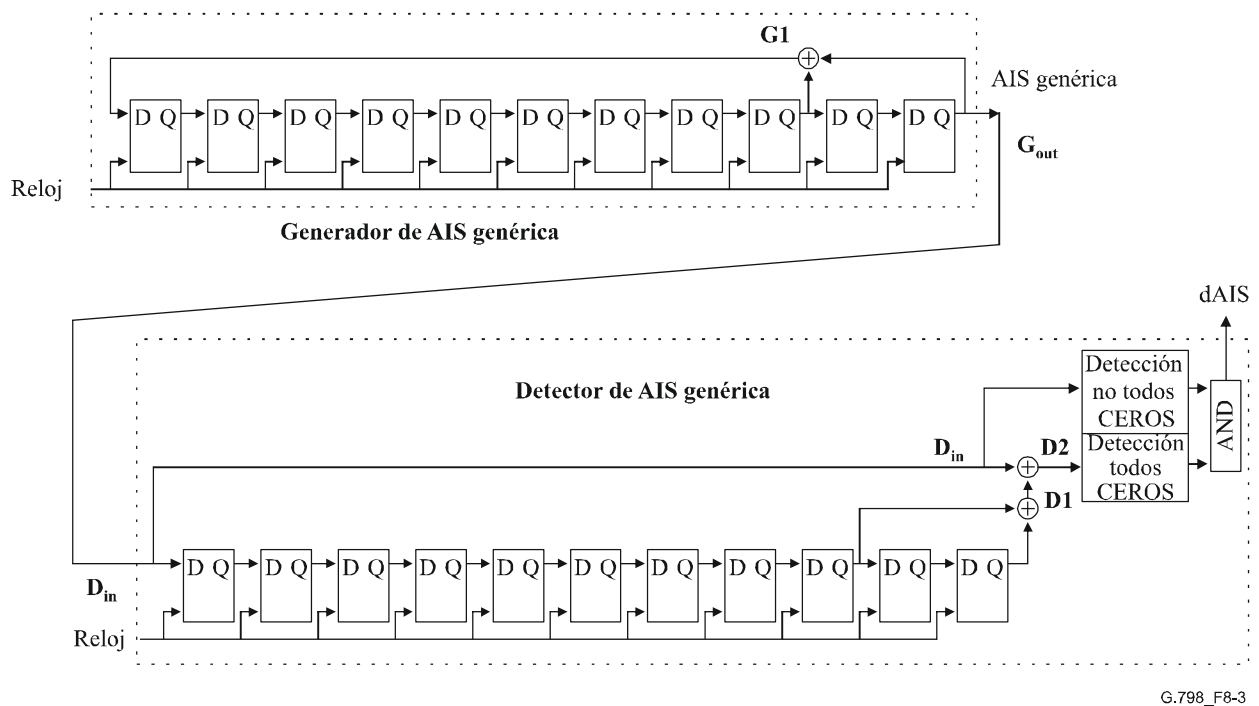 G1
AIS genérica
D Q D Q D Q D Q D Q D Q D Q D Q D Q D Q D Q
G out
Reloj
Generador de AIS genérica
dAIS
Detector de AIS genérica
Detección
no todos
CEROS
AND
D in
D2
Detección
todos
CEROS
D1
D Q D Q D Q D Q D Q D Q D Q D Q D Q D Q D Q
D in
Reloj
G.798_F8-3